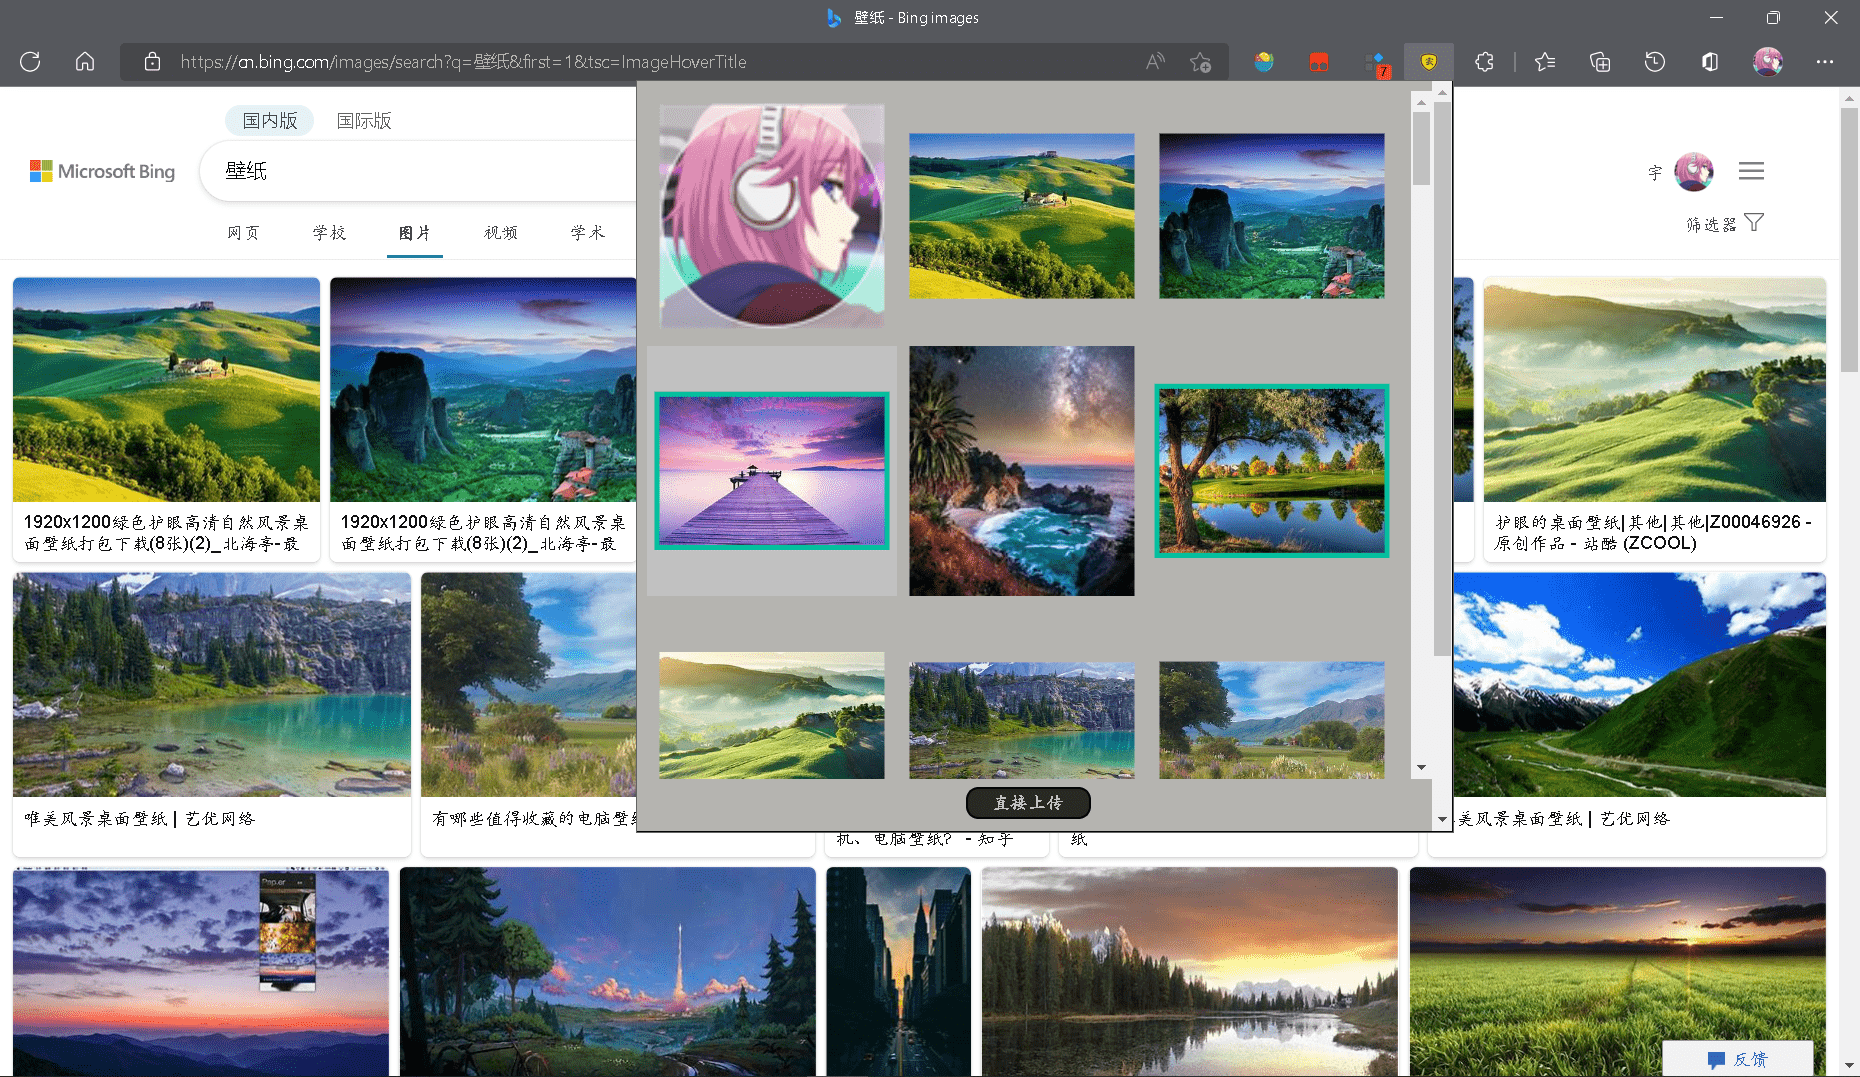 壁纸 - Bing images
https://cn.bing.com/images/search?q=壁纸&first=1&tsc=ImageHoverTitle
7
国内版 国际版
Microsoft Bing
壁纸
宇
网页 学校 图片 视频 学术
筛选器
1920x1200绿色护眼高清自然风景桌
面壁纸打包下载(8张)(2)_北海亭-最
1920x1200绿色护眼高清自然风景桌
面壁纸打包下载(8张)(2)_北海亭-最
护眼的桌面壁纸|其他|其他|Z00046926 -
原创作品 - 站酷 (ZCOOL)
直接上传
唯美风景桌面壁纸 | 艺优网络
有哪些值得收藏的电脑壁纸
机、电脑壁纸？ - 知乎
纸
美风景桌面壁纸 | 艺优网络
Pap.er
反馈